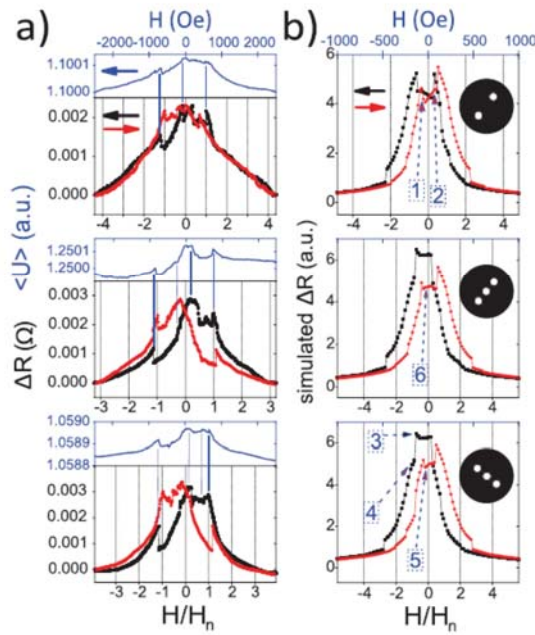 a)
H (Oe)
-2000 0 2000
1.1001
1.1000
0.002
0.001
0.000
-4 -3 -2 -1 0 1 2 3 4
1.2501
1.2500
0.003
0.002
0.001
0.000
-3 -2 -1 0 1 2 3
1.0590
1.0589
1.0588
0.003
0.002
0.001
0.000
-3 -2 -1 0 1 2 3 4
H/Hn
ΔR (Ω)
<U> (a.u.)
b)
H (Oe)
-1000 -500 0 500 1000
6
4
2
0
1 2
-4 -2 0 2 4
6
4
2
0
6
-4 -2 0 2 4
6
4
2
0
3
4
5
-4 -2 0 2 4
H/Hn
simulated ΔR (a.u.)